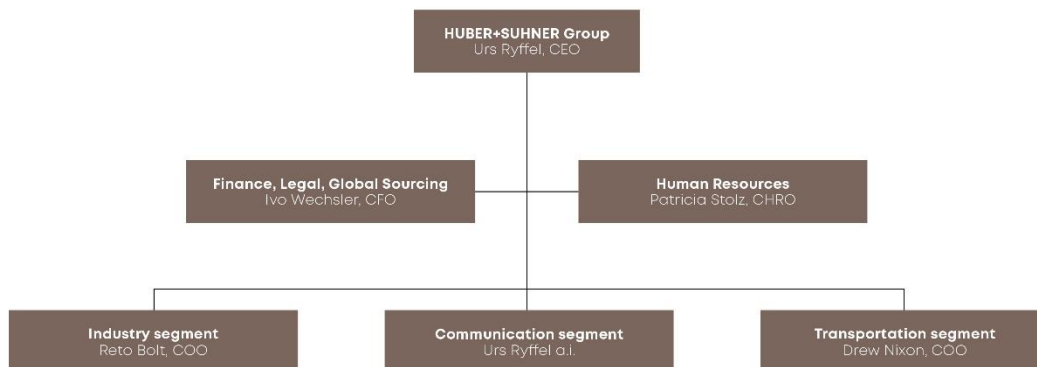 HUBER+SUHNER Group
Urs Ryffel, CEO
Finance, Legal, Global Sourcing
Ivo Wechsler, CFO
Human Resources
Patricia Stolz, CHRO
Industry segment
Reto Bolt, COO
Communication segment
Urs Ryffel a.i.
Transportation segment
Drew Nixon, COO